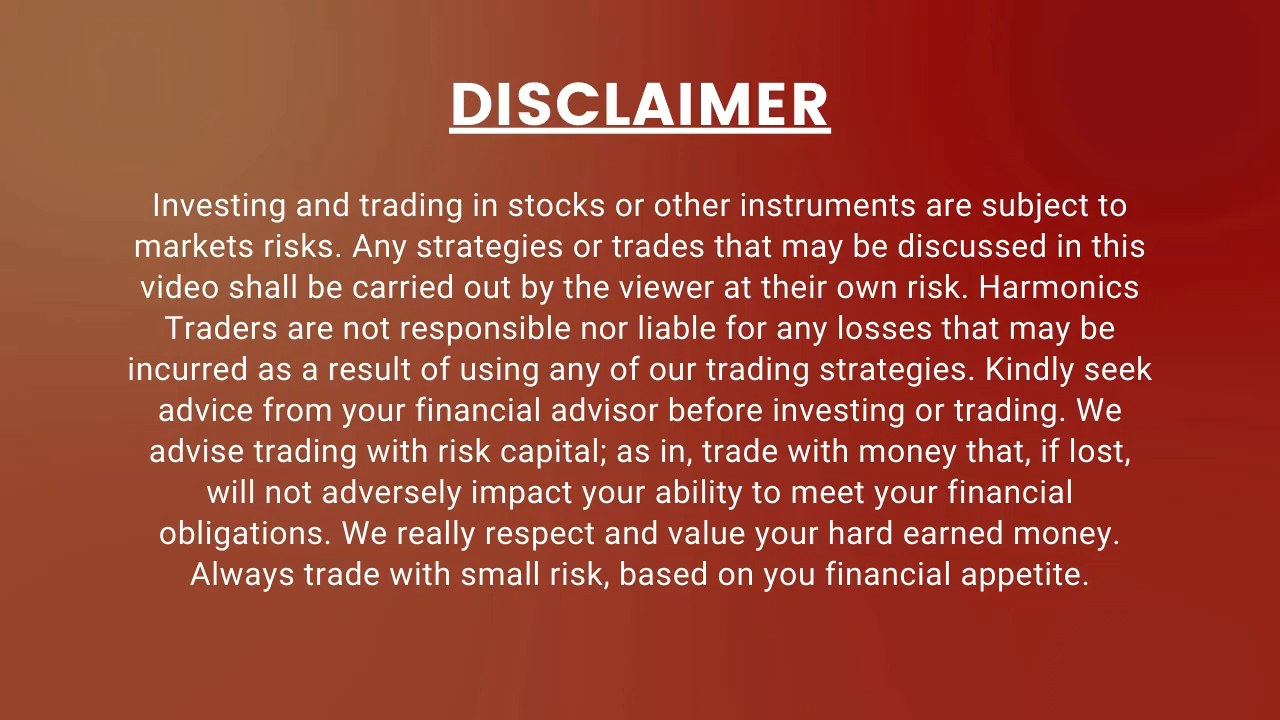 DISCLAIMER
Investing and trading in stocks or other instruments are subject to
markets risks. Any strategies or trades that may be discussed in this
video shall be carried out by the viewer at their own risk. Harmonics
Traders are not responsible nor liable for any losses that may be
incurred as a result of using any of our trading strategies. Kindly seek
advice from your financial advisor before investing or trading. We
advise trading with risk capital; as in, trade with money that, if lost,
will not adversely impact your ability to meet your financial
obligations. We really respect and value your hard earned money.
Always trade with small risk, based on you financial appetite.